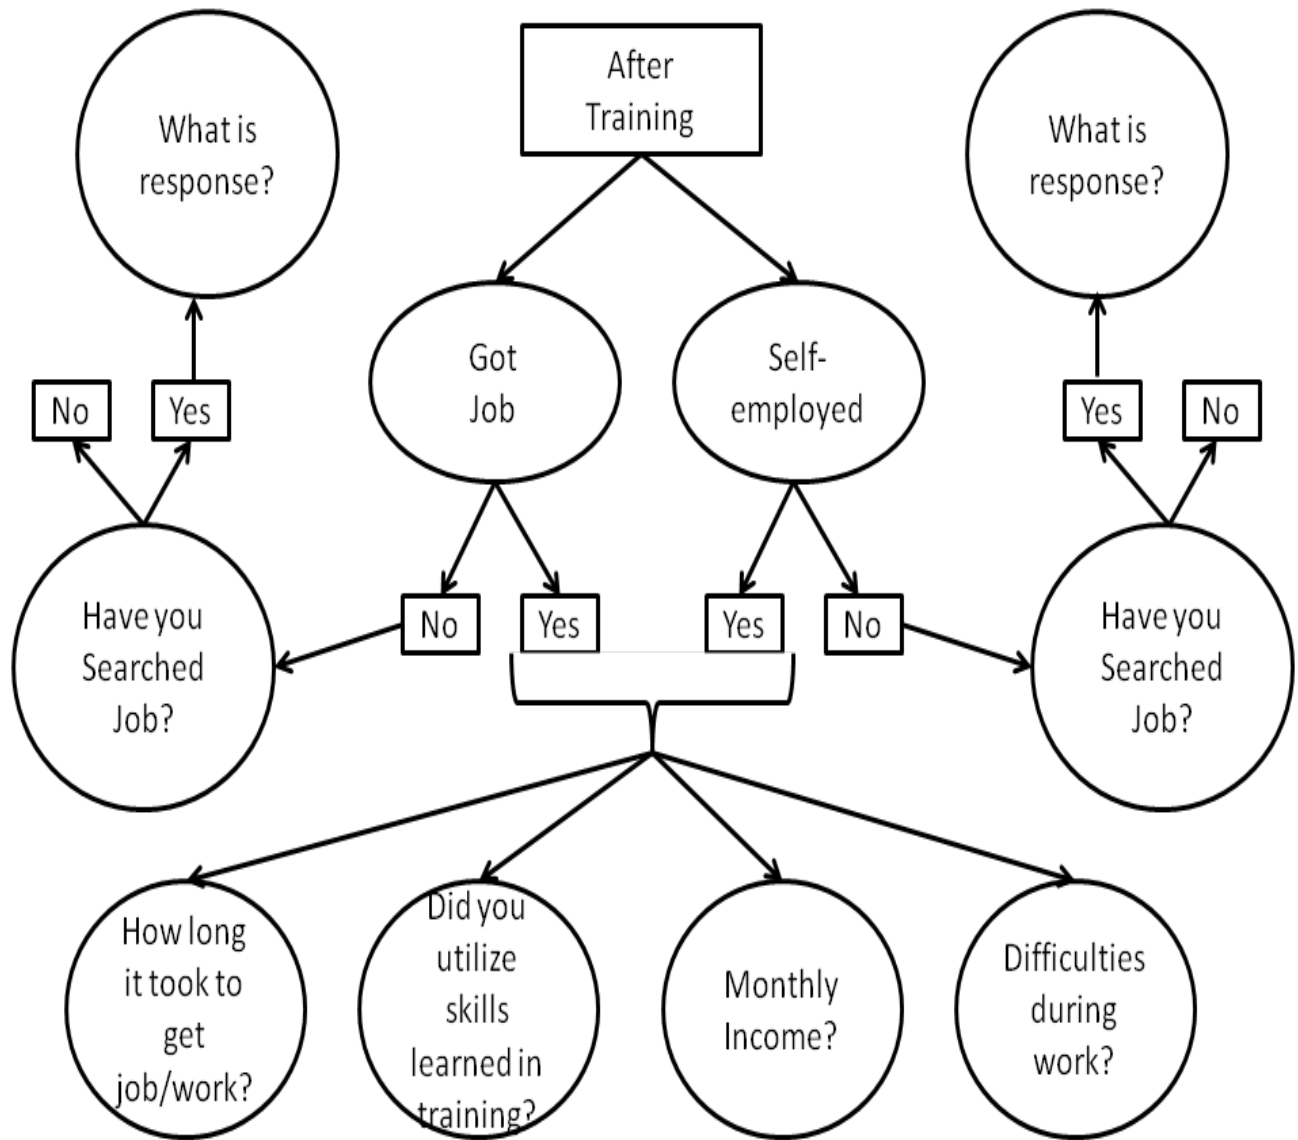 What is
response?
After
Training
What is
response?
Got
Job
Self-
employed
No
Yes
Yes
No
Have you
Searched
Job?
No
Yes
Yes
No
Have you
Searched
Job?
How long
it took to
get
job/work?
Did you
utilize
skills
learned in
training?
Monthly
Income?
Difficulties
during
work?